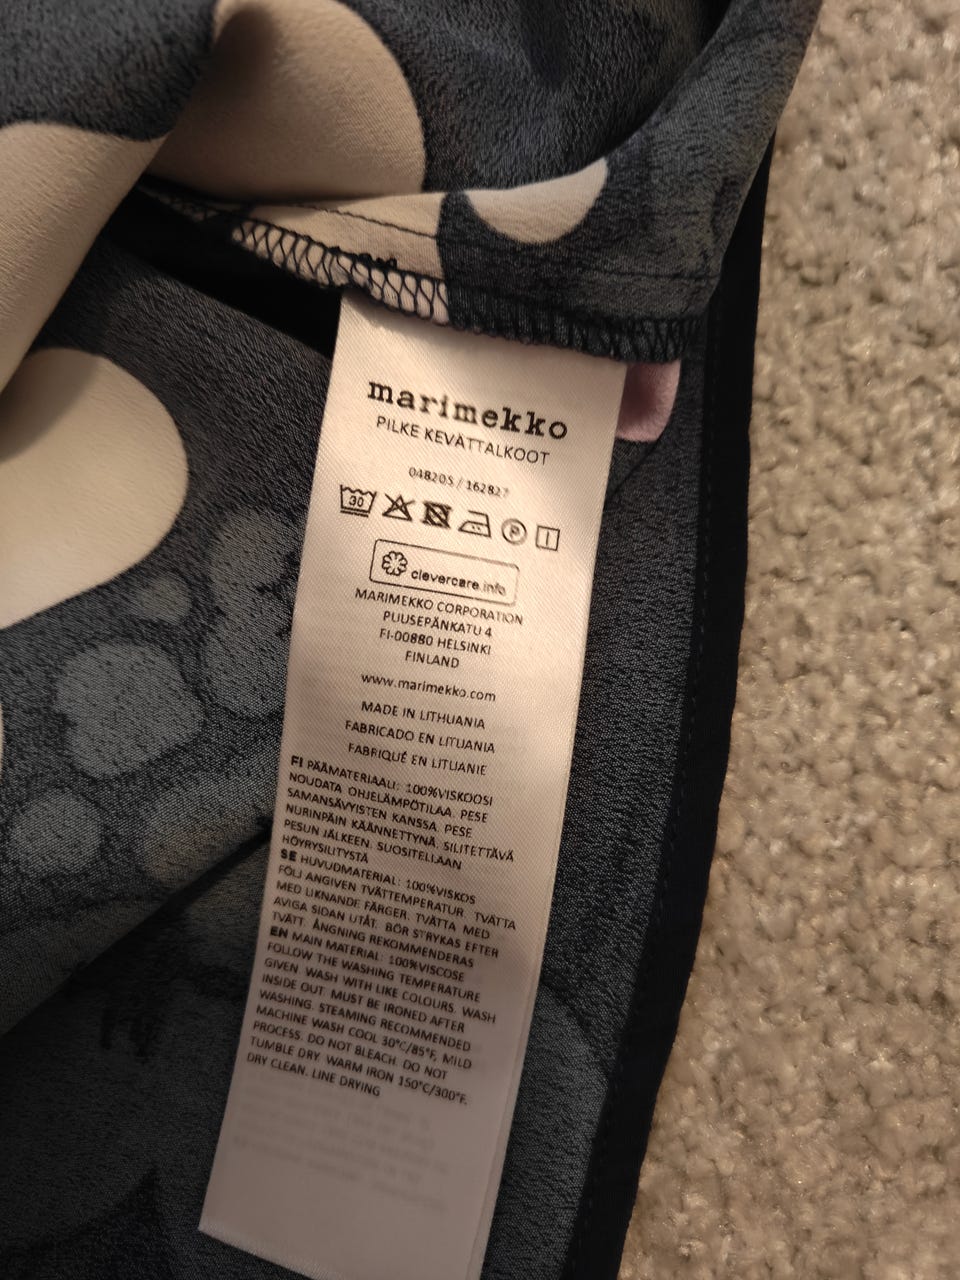 marimekko
PILKE KEVÄTTALKOOT
048205 / 162827
30
P
clevercare.info
MARIMEKKO CORPORATION
PUUSEPÄNKATU 4
FI-00880 HELSINKI
FINLAND
www.marimekko.com
MADE IN LITHUANIA
FABRICADO EN LITUANIA
FABRIQUÉ EN LITUANIE
FI PÄÄMATERIAALI: 100%VISKOOSI
NOUDATA OHJELÄMPÖTILAA. PESE
SAMANSÄVYISTEN KANSSA. PESE
NURINPÄIN KÄÄNNETTYNÄ. SILITETTÄVÄ
PESUN JÄLKEEN. SUOSITELLAAN
HÖYRYSILITYSTÄ
SE HUVUDMATERIAL: 100%VISKOS
FÖLJ ANGIVEN TVÄTTEMPERATUR. TVÄTTA
MED LIKNANDE FÄRGER. TVÄTTA MED
AVIGA SIDAN UTÅT. BÖR STRYKAS EFTER
TVÄTT. ÅNGNING REKOMMENDERAS
EN MAIN MATERIAL: 100%VISCOSE
FOLLOW THE WASHING TEMPERATURE
GIVEN. WASH WITH LIKE COLOURS. WASH
INSIDE OUT. MUST BE IRONED AFTER
WASHING. STEAMING RECOMMENDED
MACHINE WASH COOL 30°C/85°F, MILD
PROCESS. DO NOT BLEACH. DO NOT
TUMBLE DRY. WARM IRON 150°C/300°F.
DRY CLEAN. LINE DRYING